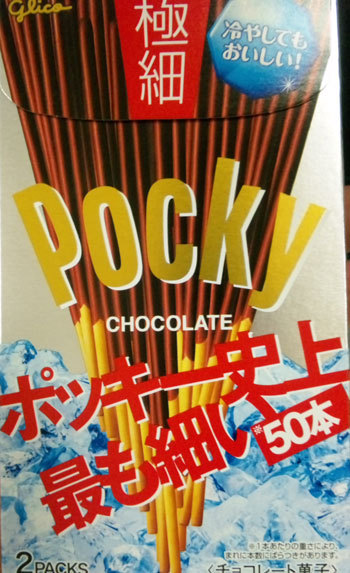 Glico
極細
冷やしても
おいしい!
Pocky
CHOCOLATE
ポッキー史上
最も細い※50本
※1本あたりの重さにより、
まれに本数にばらつきがあります。
2 PACKS
〈チョコレート菓子〉